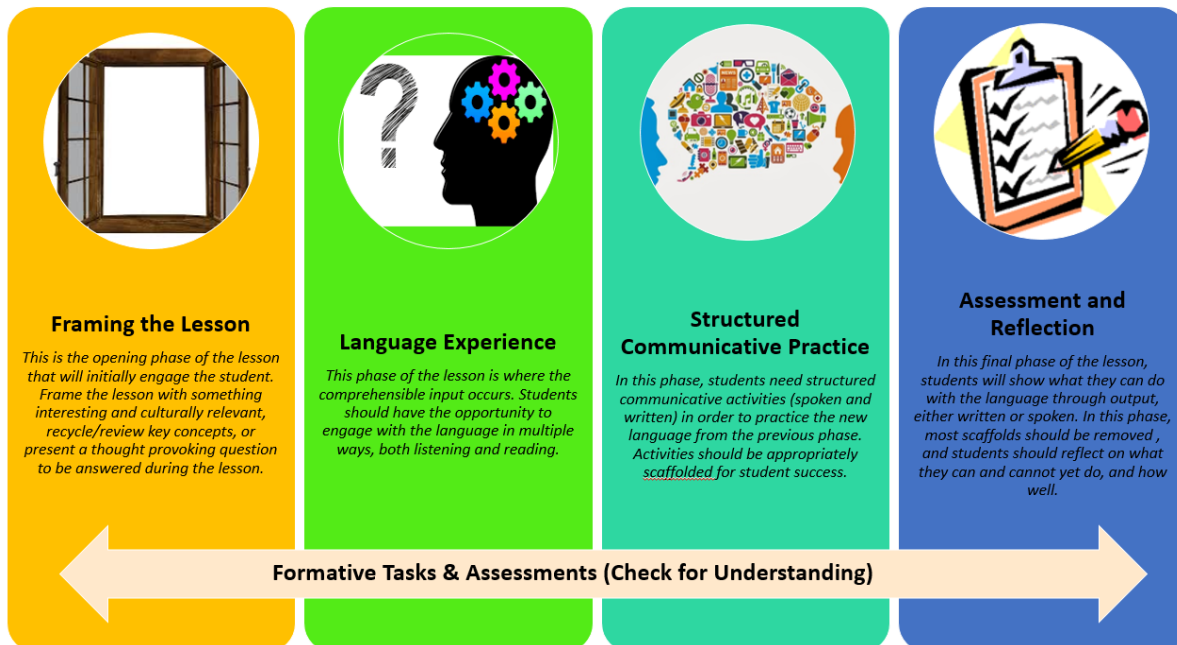 Framing the Lesson
This is the opening phase of the lesson
that will initially engage the student.
Frame the lesson with something
interesting and culturally relevant,
recycle/review key concepts, or
present a thought provoking question
to be answered during the lesson.
Language Experience
This phase of the lesson is where the
comprehensible input occurs. Students
should have the opportunity to
engage with the language in multiple
ways, both listening and reading.
Structured
Communicative Practice
In this phase, students need structured
communicative activities (spoken and
written) in order to practice the new
language from the previous phase.
Activities should be appropriately
scaffolded for student success.
Assessment and
Reflection
In this final phase of the lesson,
students will show what they can do
with the language through output,
either written or spoken. In this phase,
most scaffolds should be removed ,
and students should reflect on what
they can and cannot yet do, and how
well.
Formative Tasks & Assessments (Check for Understanding)